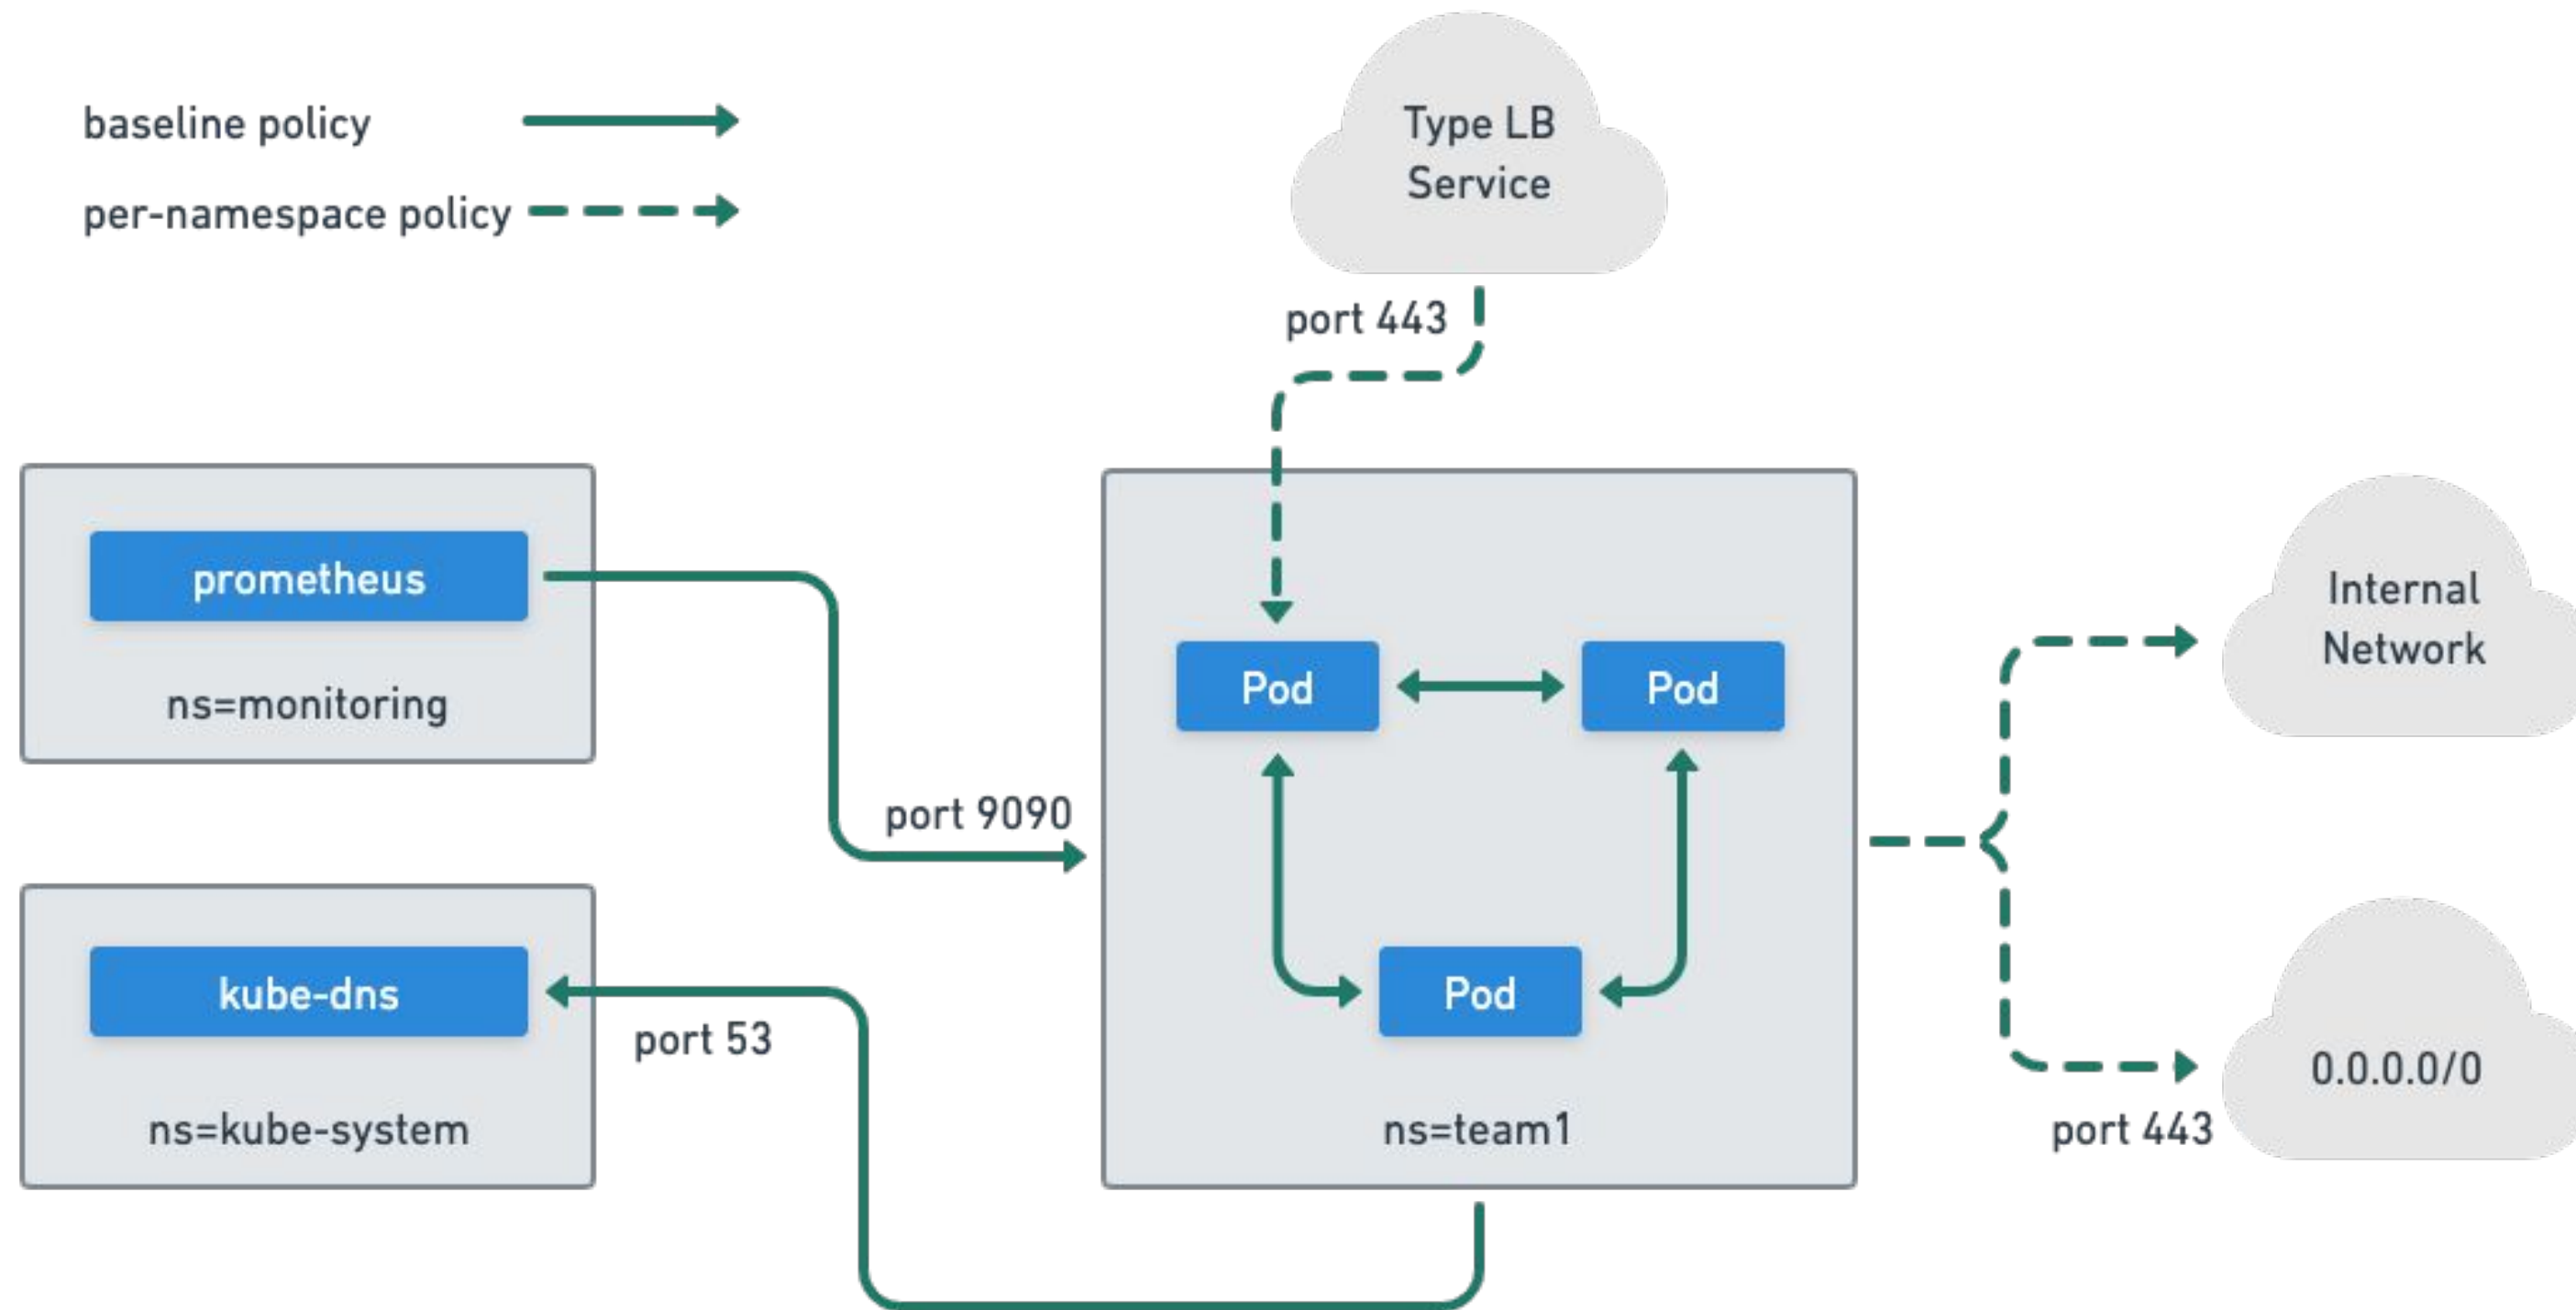 baseline policy
per-namespace policy
Type LB
Service
port 443
prometheus
ns=monitoring
port 9090
kube-dns
port 53
ns=kube-system
Pod
Pod
Pod
ns=team1
Internal
Network
0.0.0.0/0
port 443